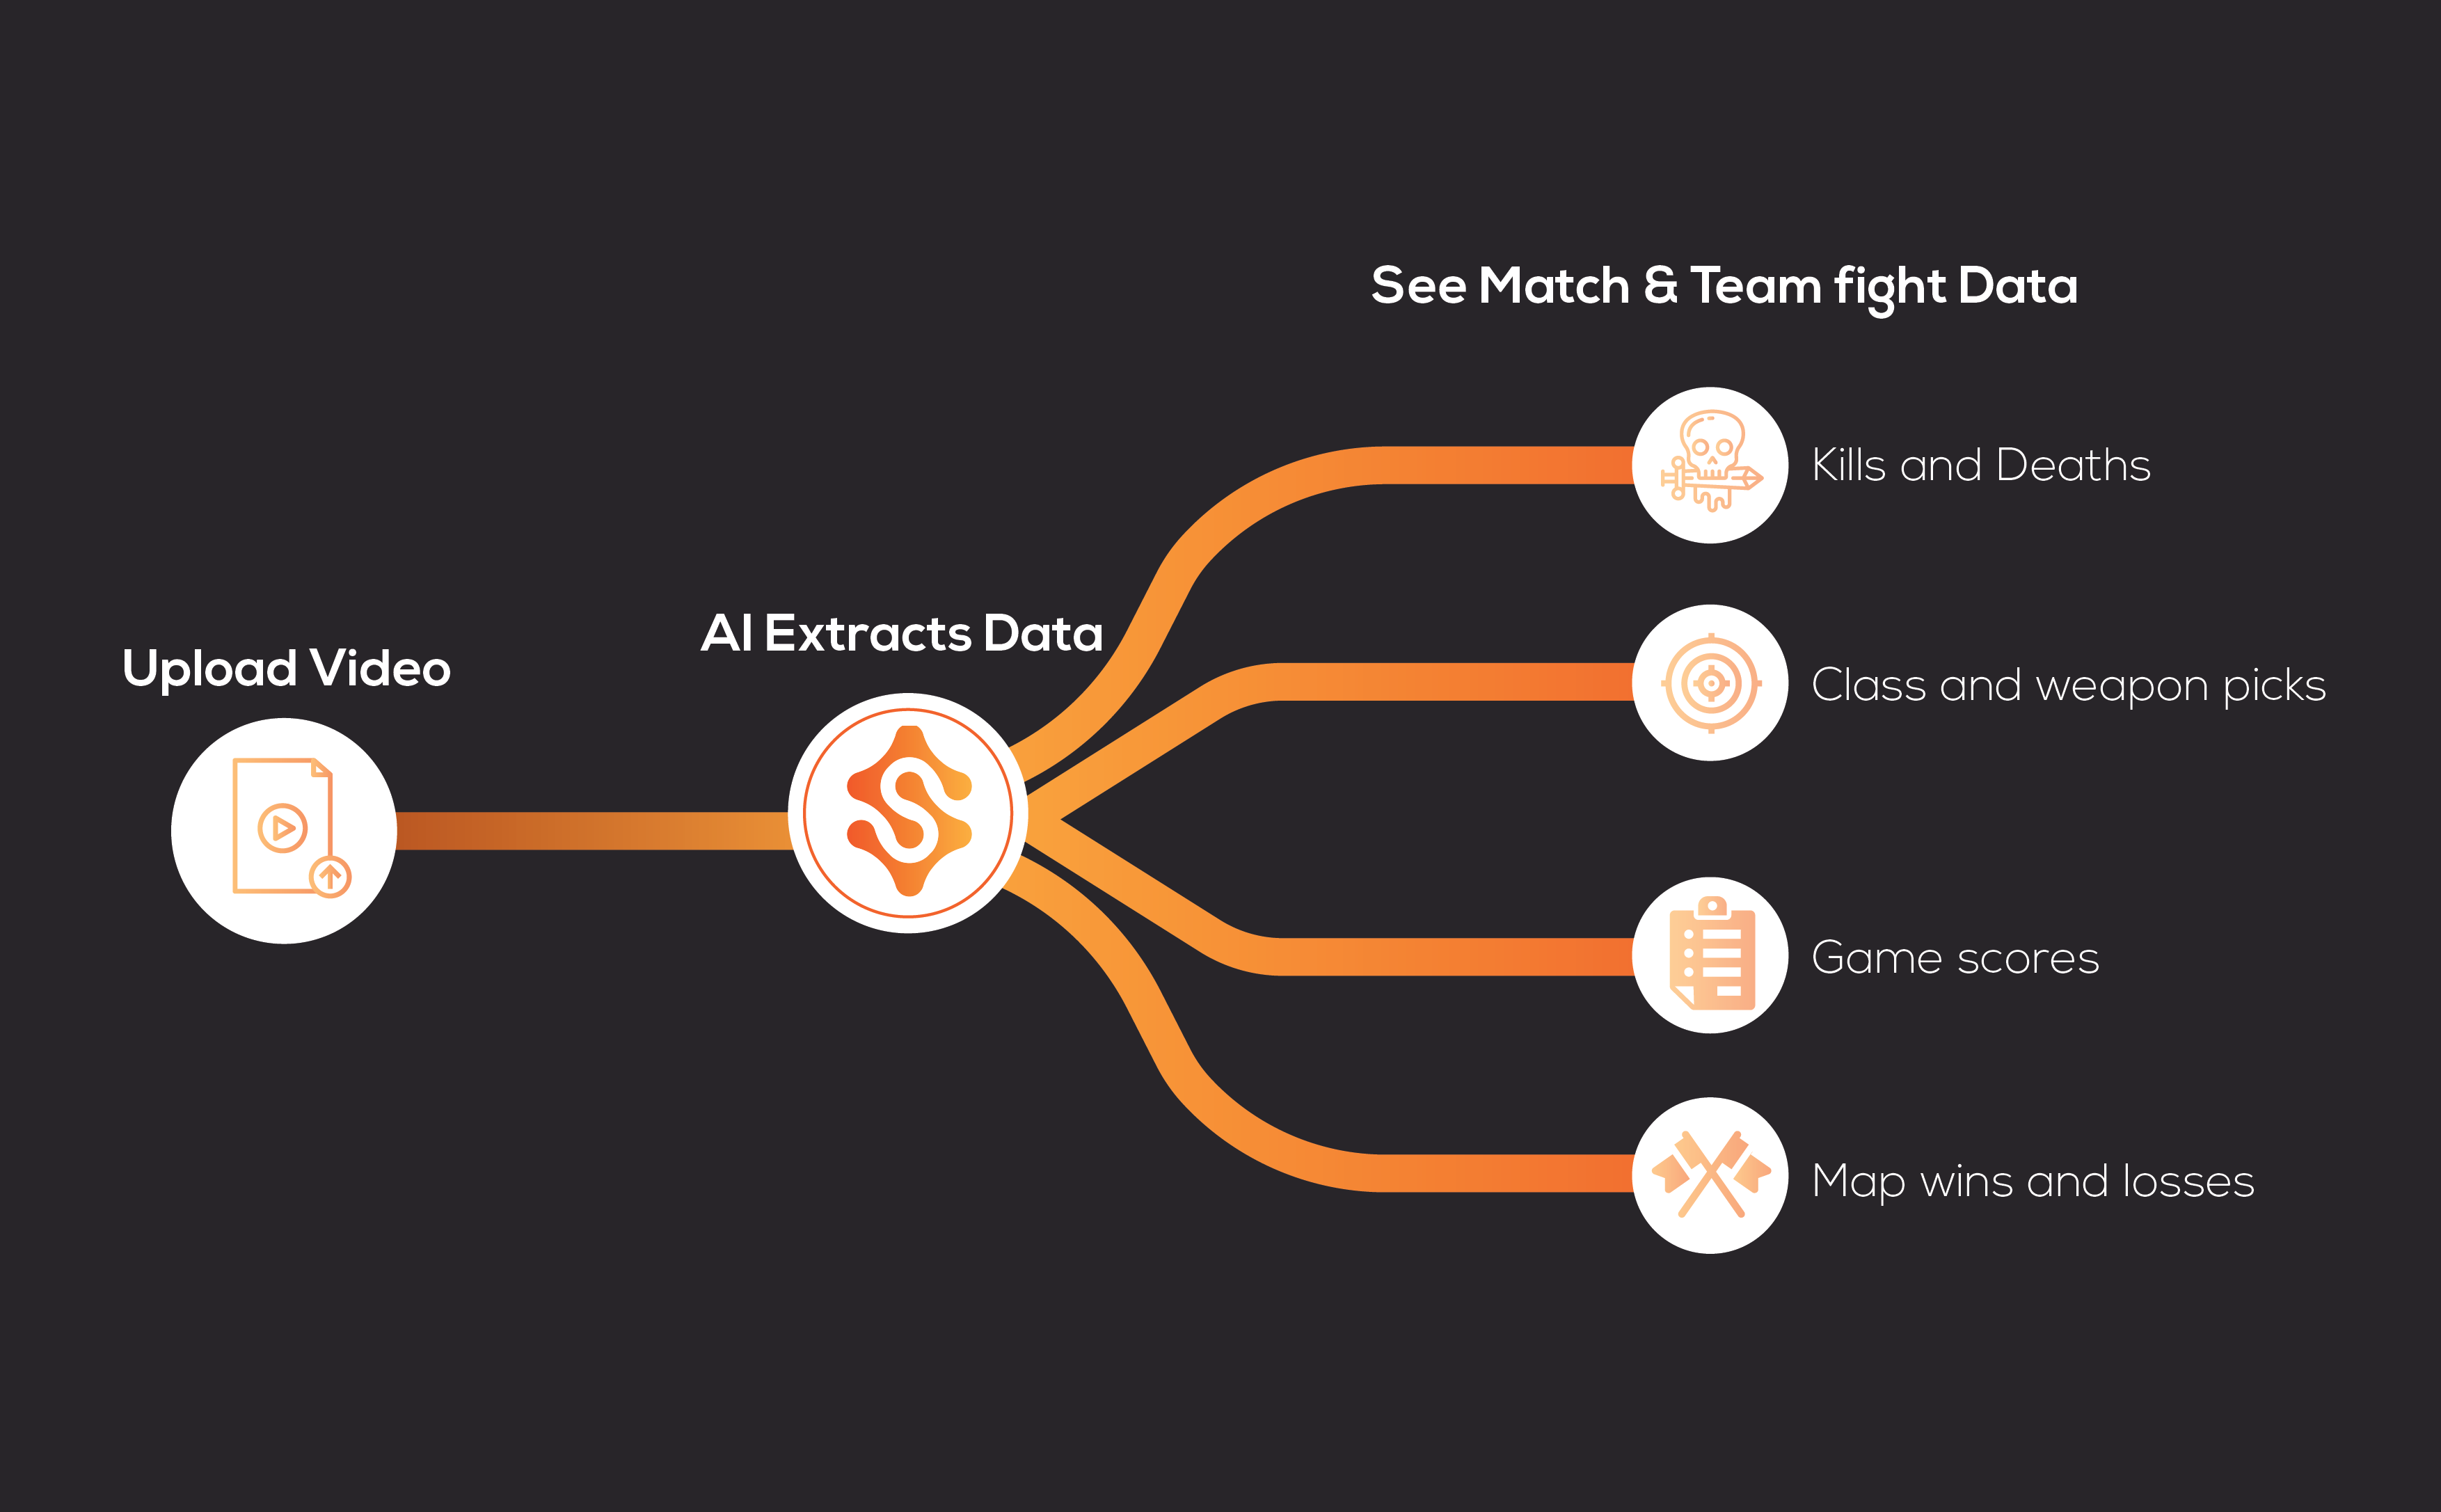 See Match & Team fight Data
Kills and Deaths
AI Extracts Data
Upload Video
Class and weapon picks
Game scores
Map wins and losses